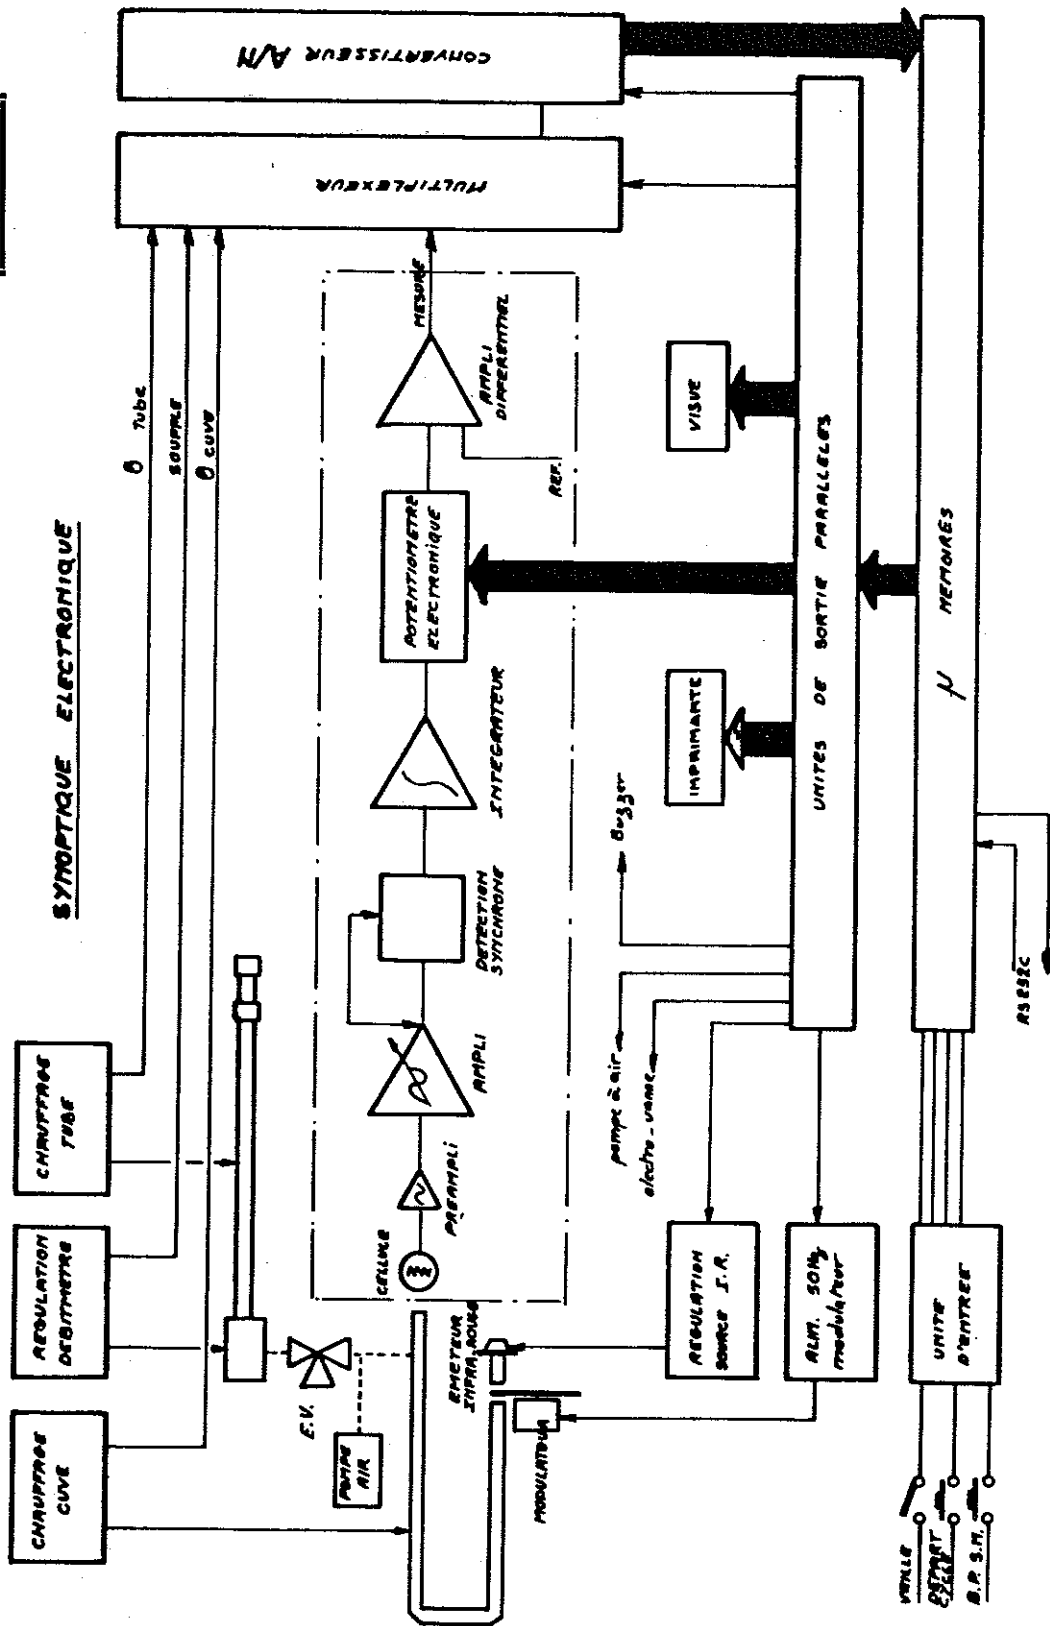 SYNOPTIQUE ELECTRONIQUE
CHAUFFAGE
CUVE
REGULATION
DEBITMETRE
CHAUFFAGE
TUBE
θ Tube
SOUFFLE
θ CUVE
MULTIPLEXEUR
CONVERTISSEUR A/N
E.V.
POMPE
AIR
EMETEUR
INFRA ROUGE
MODULATEUR
CELLULE
PREAMPLI
AMPLI
DETECTION
SYNCHRONE
INTEGRATEUR
POTENTIOMETRE
ELECTRONIQUE
REF.
AMPLI
DIFFERENTIEL
MESURE
pompe à air
electro-vanne
Buzzer
IMPRIMANTE
VISUE
REGULATION
SOURCE I.R.
ALIM. 50Hz
modulateur
UNITES DE SORTIE PARALLELES
UNITE
D'ENTREE
µ MEMOIRES
RS232C
VEILLE
DEPART
CYCLE
B.P. S.M.